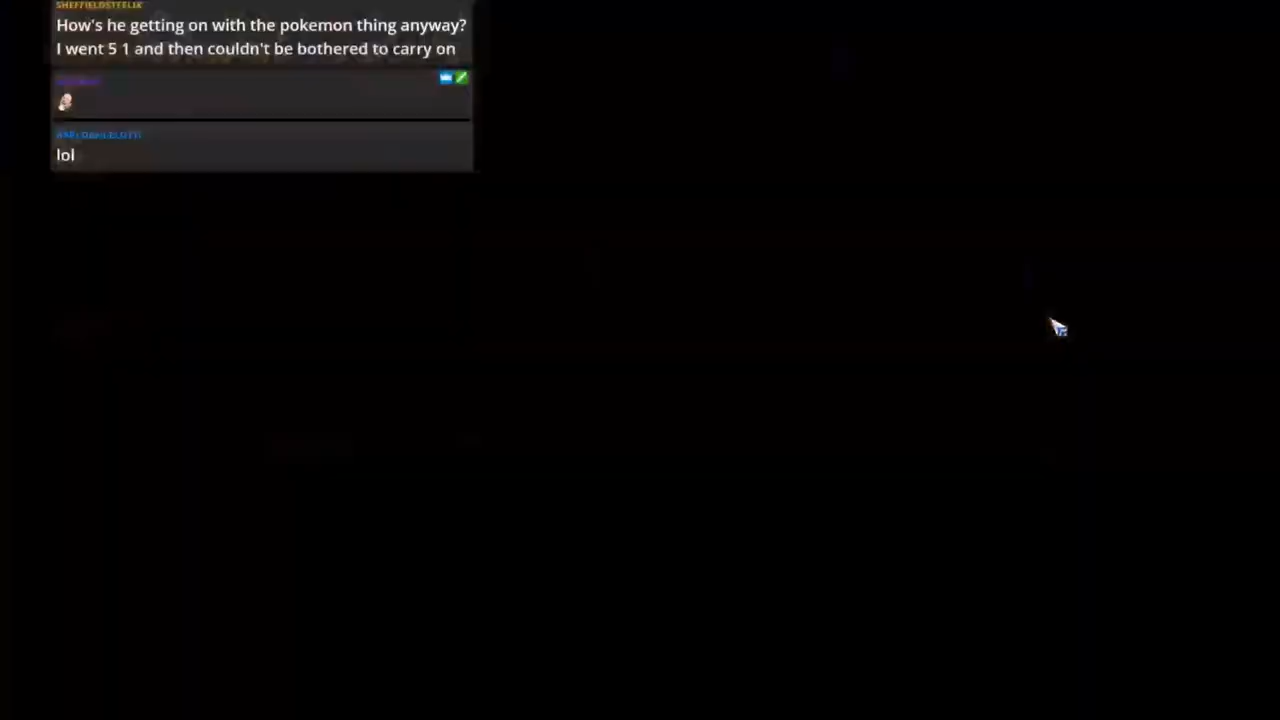 SHEFFIELDSTEELIX
How's he getting on with the pokemon thing anyway?
I went 5 1 and then couldn't be bothered to carry on
lol